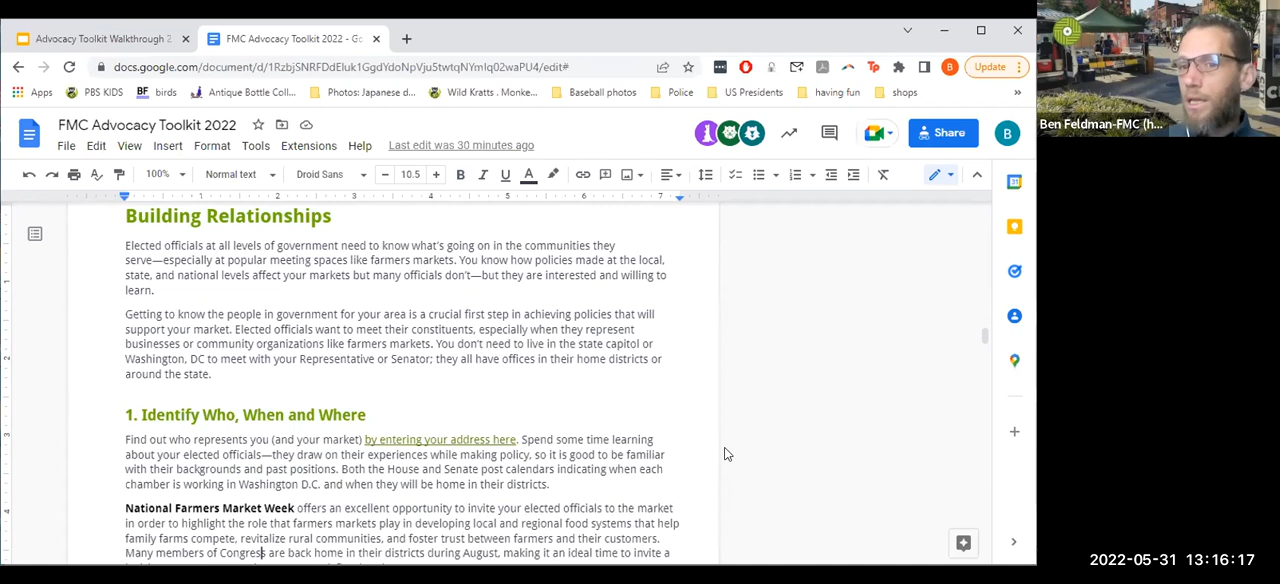 Advocacy Toolkit Walkthrough 2
FMC Advocacy Toolkit 2022 - Go
docs.google.com/document/d/1RzbjSNRFDdEluk1GgdYdoNpVju5twtqNYmlq02waPU4/edit#
Update
Apps
PBS KIDS
BF birds
Antique Bottle Coll...
Photos: Japanese d...
Wild Kratts . Monke...
Baseball photos
Police
US Presidents
having fun
shops
»
FMC Advocacy Toolkit 2022
File Edit View Insert Format Tools Extensions Help Last edit was 30 minutes ago
Share
B
100% Normal text Droid Sans - 10.5 + B I U A
1 2 3 4 5 6 7
Building Relationships
Elected officials at all levels of government need to know what's going on in the communities they
serve—especially at popular meeting spaces like farmers markets. You know how policies made at the local,
state, and national levels affect your markets but many officials don't—but they are interested and willing to
learn.
Getting to know the people in government for your area is a crucial first step in achieving policies that will
support your market. Elected officials want to meet their constituents, especially when they represent
businesses or community organizations like farmers markets. You don't need to live in the state capitol or
Washington, DC to meet with your Representative or Senator; they all have offices in their home districts or
around the state.
1. Identify Who, When and Where
Find out who represents you (and your market) by entering your address here. Spend some time learning
about your elected officials—they draw on their experiences while making policy, so it is good to be familiar
with their backgrounds and past positions. Both the House and Senate post calendars indicating when each
chamber is working in Washington D.C. and when they will be home in their districts.
National Farmers Market Week offers an excellent opportunity to invite your elected officials to the market
in order to highlight the role that farmers markets play in developing local and regional food systems that help
family farms compete, revitalize rural communities, and foster trust between farmers and their customers.
Many members of Congress are back home in their districts during August, making it an ideal time to invite a
Ben Feldman-FMC (h...
2022-05-31 13:16:17